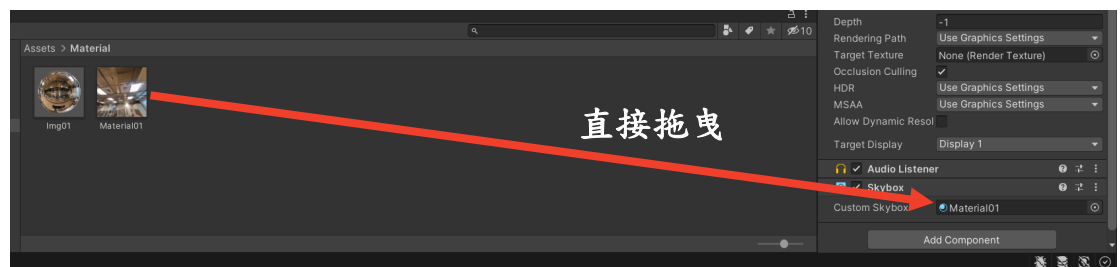 10
Assets > Material
Img01
Material01
直接拖曳
Depth
-1
Rendering Path
Use Graphics Settings
Target Texture
None (Render Texture)
Occlusion Culling
HDR
Use Graphics Settings
MSAA
Use Graphics Settings
Allow Dynamic Resol
Target Display
Display 1
Audio Listener
Skybox
Custom Skybox
Material01
Add Component